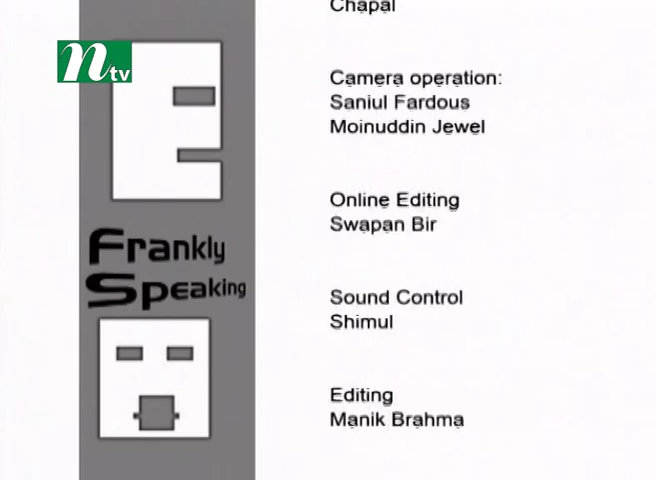 Chapal
ntv
Camera operation:
Saniul Fardous
Moinuddin Jewel
Online Editing
Swapan Bir
Frankly
Speaking
Sound Control
Shimul
Editing
Manik Brahma